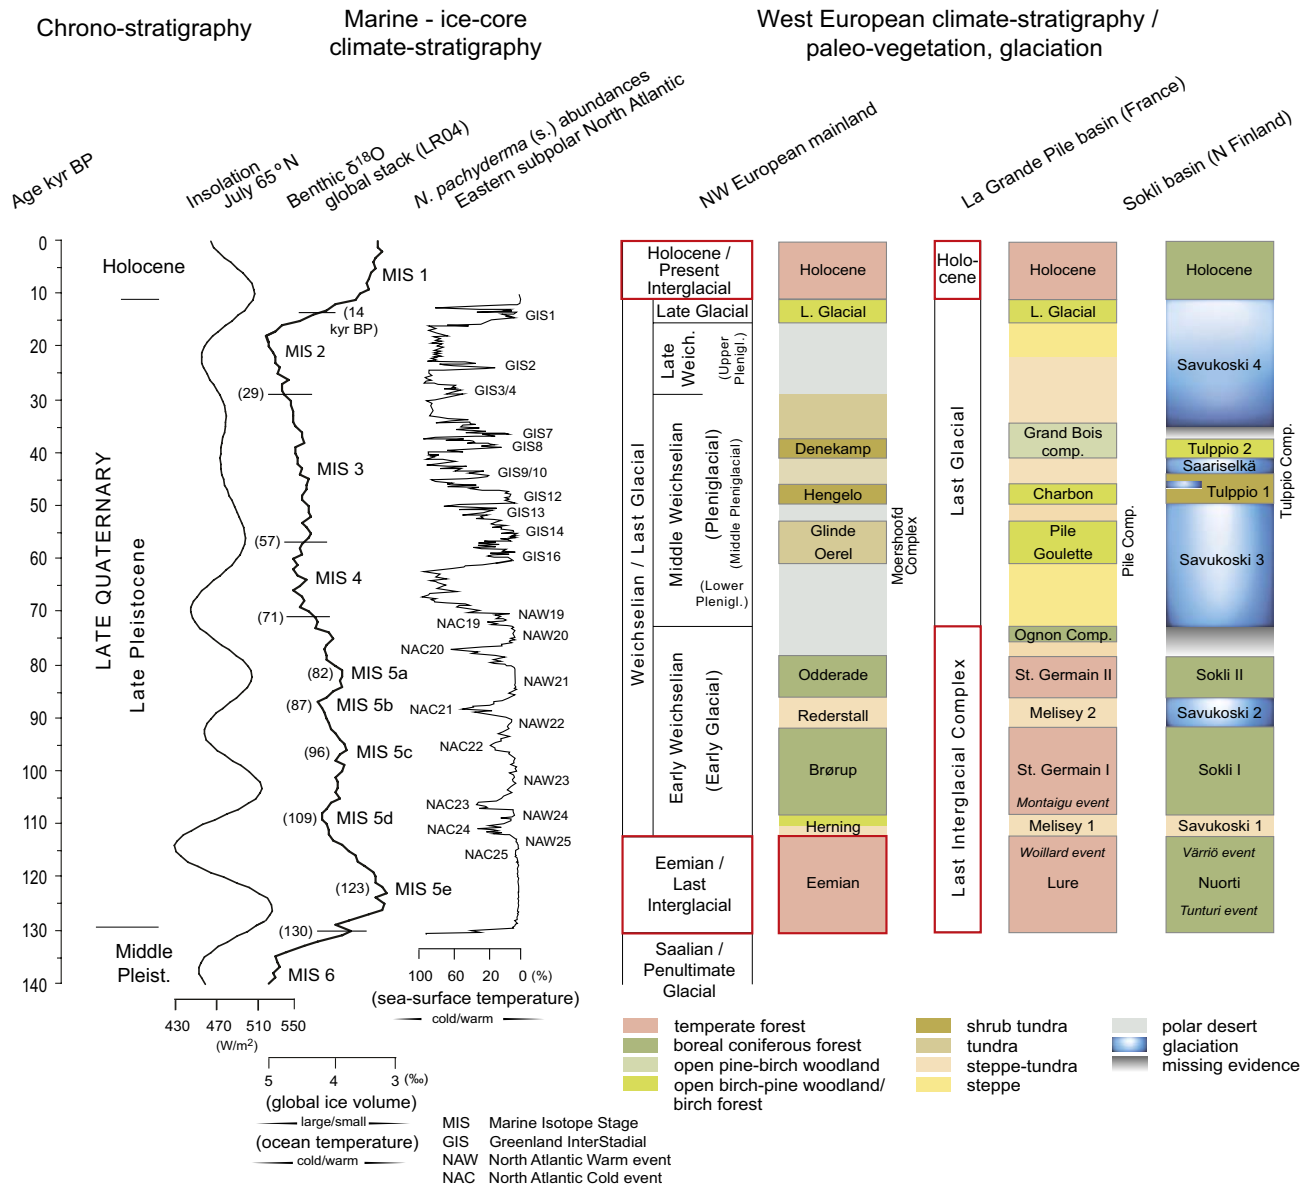 Chrono-stratigraphy
Marine - ice-core
climate-stratigraphy
West European climate-stratigraphy /
paleo-vegetation, glaciation
Age kyr BP
Insolation
July 65° N
Benthic δ18O
global stack (LR04)
N. pachyderma (s.) abundances
Eastern subpolar North Atlantic
NW European mainland
La Grande Pile basin (France)
Sokli basin (N Finland)
0
10
20
30
40
50
60
70
80
90
100
110
120
130
140
LATE QUATERNARY
Holocene
Late Pleistocene
Middle
Pleist.
MIS 1
(14
kyr BP)
MIS 2
(29)
MIS 3
(57)
MIS 4
(71)
(82)
MIS 5a
(87)
MIS 5b
(96)
MIS 5c
(109)
MIS 5d
(123)
MIS 5e
(130)
MIS 6
GIS1
GIS2
GIS3/4
GIS7
GIS8
GIS9/10
GIS12
GIS13
GIS14
GIS16
NAW19
NAC19
NAW20
NAC20
NAW21
NAC21
NAW22
NAC22
NAW23
NAC23
NAW24
NAC24
NAW25
NAC25
430
470
510
550
(W/m2)
5
4
3
(‰)
(global ice volume)
large/small
(ocean temperature)
cold/warm
100
60
20
0
(%)
(sea-surface temperature)
cold/warm
MIS Marine Isotope Stage
GIS Greenland InterStadial
NAW North Atlantic Warm event
NAC North Atlantic Cold event
Holocene /
Present
Interglacial
Weichselian / Last Glacial
Late Glacial
Late
Weich.
(Upper
Plenigl.)
Middle Weichselian
(Pleniglacial)
(Middle Pleniglacial)
(Lower
Plenigl.)
Early Weichselian
(Early Glacial)
Eemian /
Last
Interglacial
Saalian /
Penultimate
Glacial
Holocene
L. Glacial
Denekamp
Hengelo
Glinde
Oerel
Moershoofd
Complex
Odderade
Rederstall
Brørup
Herning
Eemian
Holo-
cene
Last Glacial
Last Interglacial Complex
Holocene
L. Glacial
Grand Bois
comp.
Charbon
Pile
Goulette
Pile Comp.
Ognon Comp.
St. Germain II
Melisey 2
St. Germain I
Montaigu event
Melisey 1
Woillard event
Lure
Holocene
Savukoski 4
Tulppio 2
Saariselkä
Tulppio 1
Tulppio Comp.
Savukoski 3
Sokli II
Savukoski 2
Sokli I
Savukoski 1
Värriö event
Nuorti
Tunturi event
temperate forest
boreal coniferous forest
open pine-birch woodland
open birch-pine woodland/
birch forest
shrub tundra
tundra
steppe-tundra
steppe
polar desert
glaciation
missing evidence